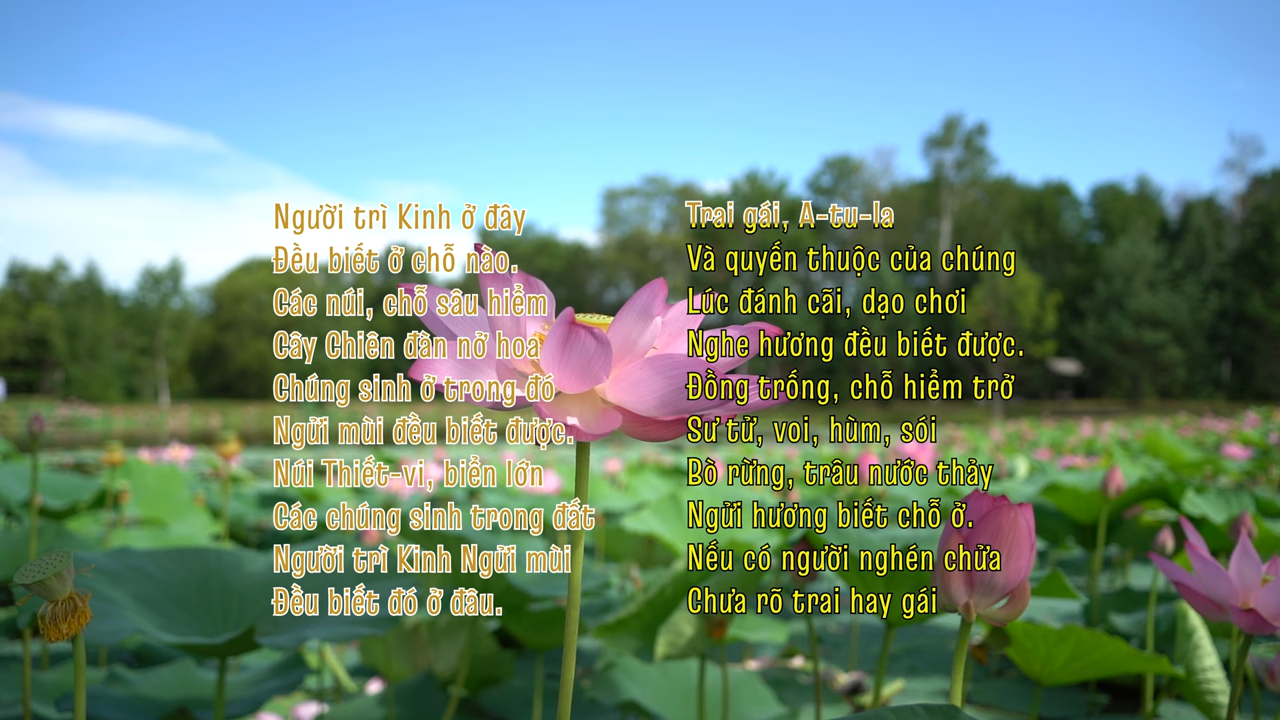 Người trì Kinh ở đây
Đều biết ở chỗ nào.
Các núi, chỗ sâu hiểm
Cây Chiên đàn nở hoa
Chúng sinh ở trong đó
Ngửi mùi đều biết được.
Núi Thiết-vi, biển lớn
Các chúng sinh trong đất
Người trì Kinh Ngửi mùi
Đều biết đó ở đâu.
Trai gái, A-tu-la
Và quyến thuộc của chúng
Lúc đánh cãi, dạo chơi
Nghe hương đều biết được.
Đồng trống, chỗ hiểm trở
Sư tử, voi, hùm, sói
Bò rừng, trâu nước thảy
Ngửi hương biết chỗ ở.
Nếu có người nghén chửa
Chưa rõ trai hay gái